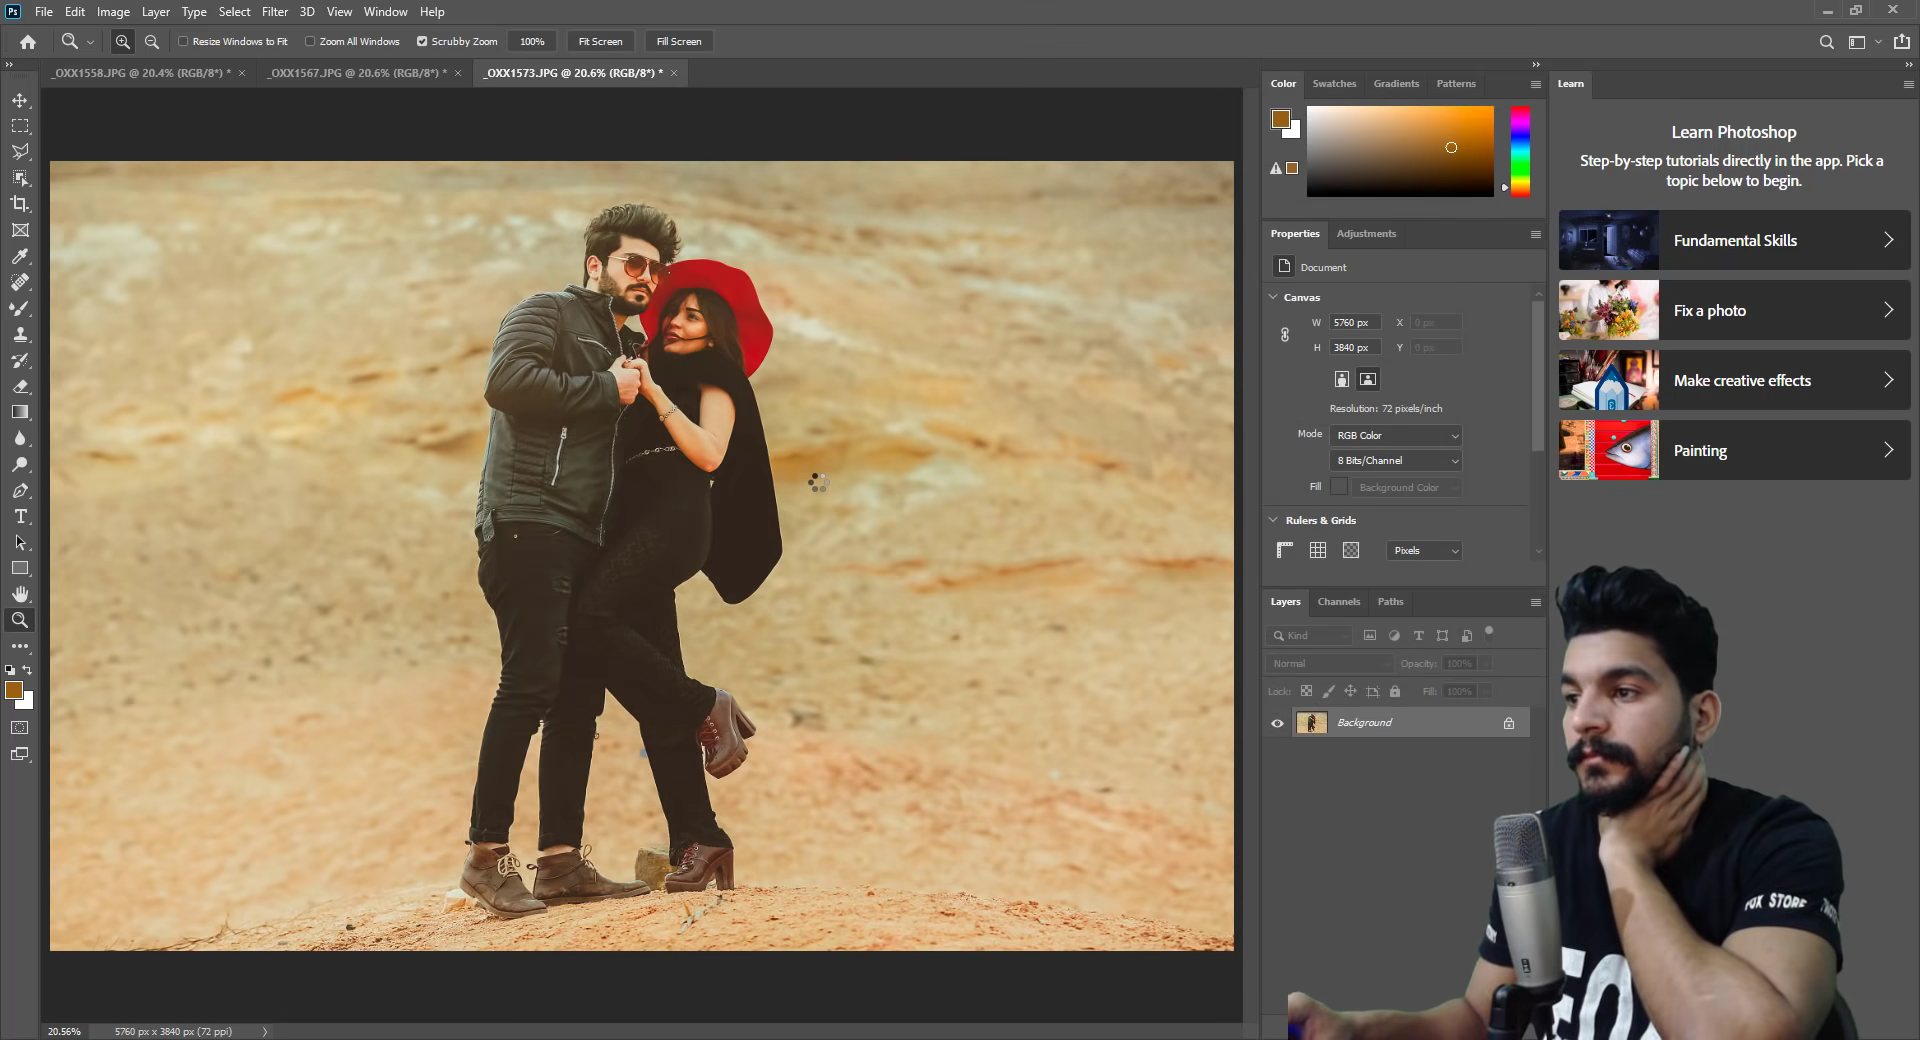 Ps File Edit Image Layer Type Select Filter 3D View Window Help
Resize Windows to Fit Zoom All Windows Scrubby Zoom 100% Fit Screen Fill Screen
_OXX1558.JPG @ 20.4% (RGB/8*) * × _OXX1567.JPG @ 20.6% (RGB/8*) * × _OXX1573.JPG @ 20.6% (RGB/8*) * ×
Color Swatches Gradients Patterns
Learn
Learn Photoshop
Step-by-step tutorials directly in the app. Pick a
topic below to begin.
Fundamental Skills
Fix a photo
Make creative effects
Painting
Properties Adjustments
Document
Canvas
W 5760 px X 0 px
H 3840 px Y 0 px
Resolution: 72 pixels/inch
Mode RGB Color
8 Bits/Channel
Fill Background Color
Rulers & Grids
Pixels
Layers Channels Paths
Kind
Normal Opacity: 100%
Lock: Fill: 100%
Background
FOX STORE
20.56% 5760 px x 3840 px (72 ppi)